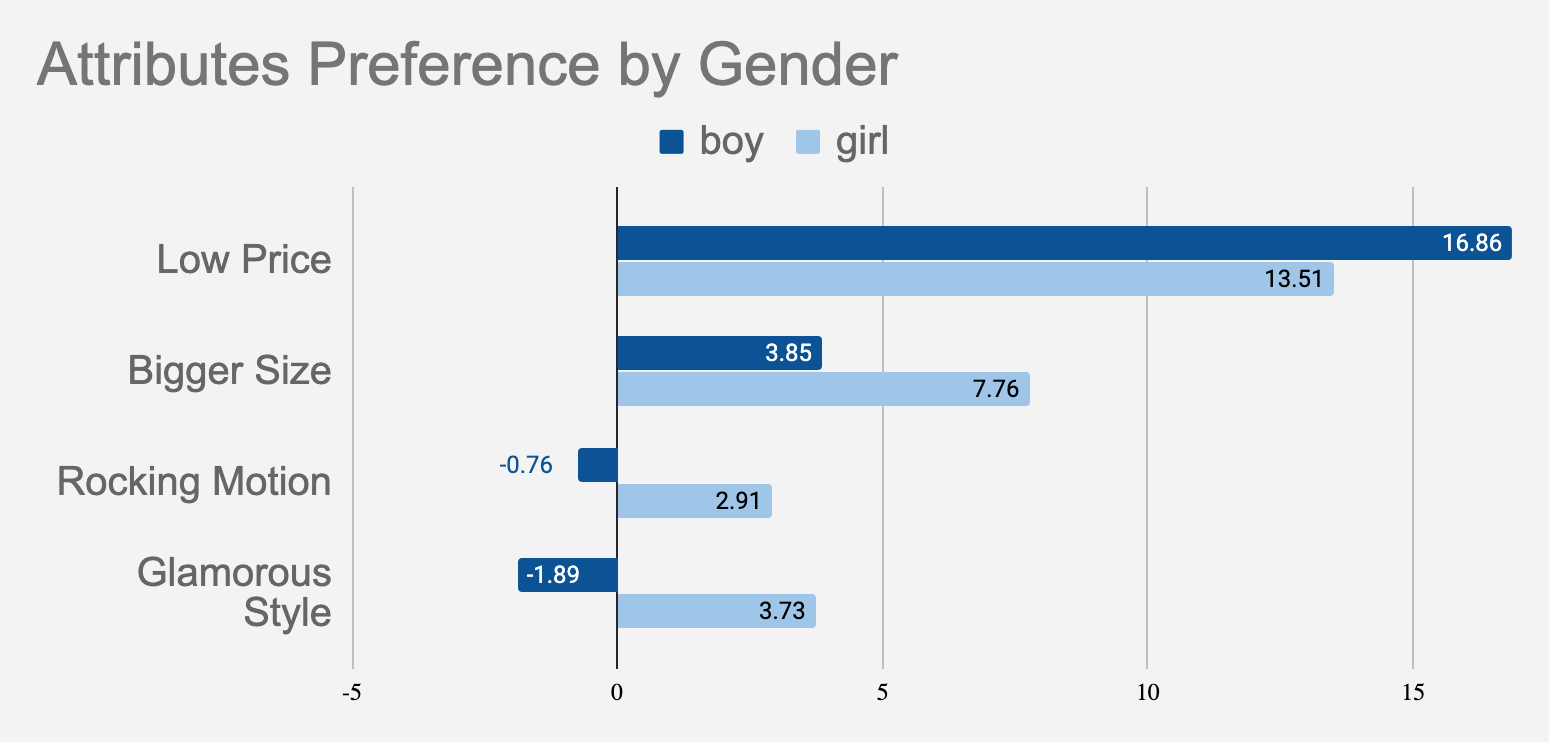 Attributes Preference by Gender
boy girl
Low Price
16.86
13.51
Bigger Size
3.85
7.76
Rocking Motion
-0.76
2.91
Glamorous
Style
-1.89
3.73
-5 0 5 10 15